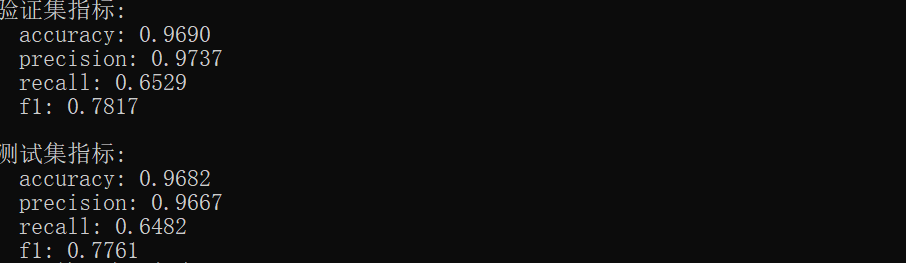 验证集指标:
accuracy: 0.9690
precision: 0.9737
recall: 0.6529
f1: 0.7817
测试集指标:
accuracy: 0.9682
precision: 0.9667
recall: 0.6482
f1: 0.7761